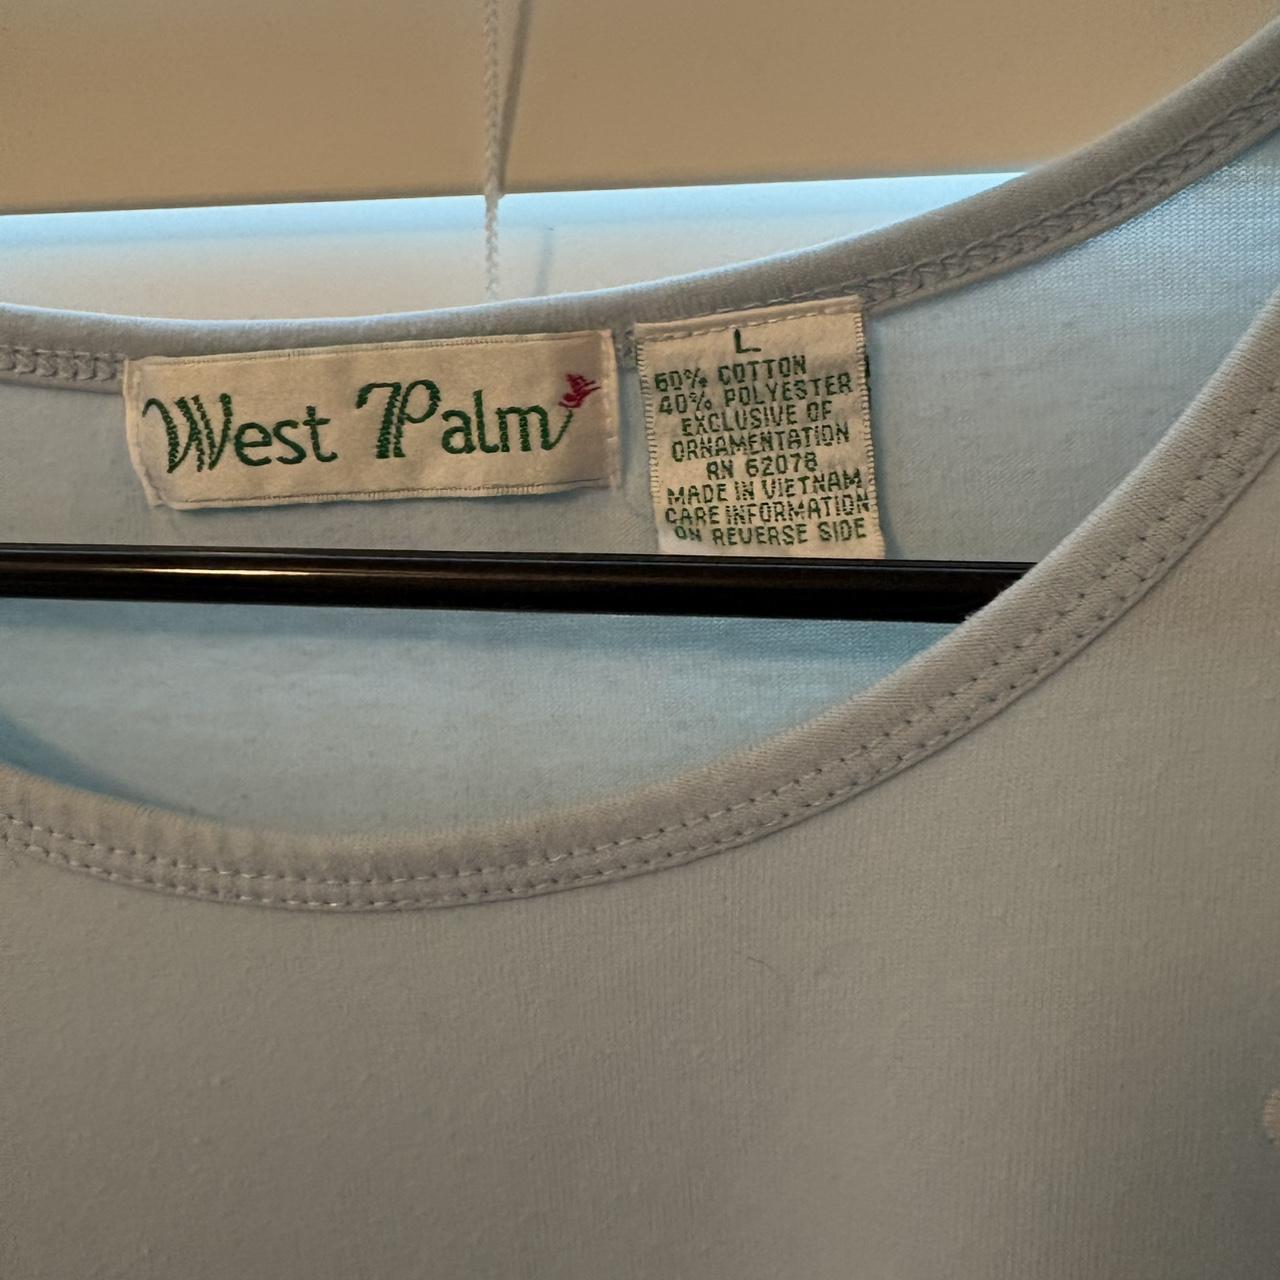 West Palm
L
60% COTTON
40% POLYESTER
EXCLUSIVE OF
ORNAMENTATION
RN 62078
MADE IN VIETNAM
CARE INFORMATION
ON REVERSE SIDE